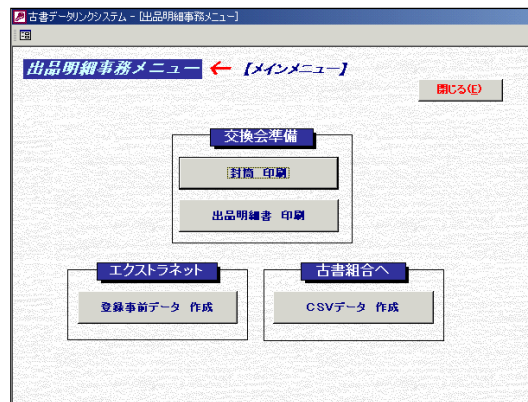 古書データリンクシステム - [出品明細事務メニュー]
出品明細事務メニュー ← 【メインメニュー】
閉じる(E)
交換会準備
封筒 印刷
出品明細書 印刷
エクストラネット
古書組合へ
登録事前データ 作成
CSVデータ 作成